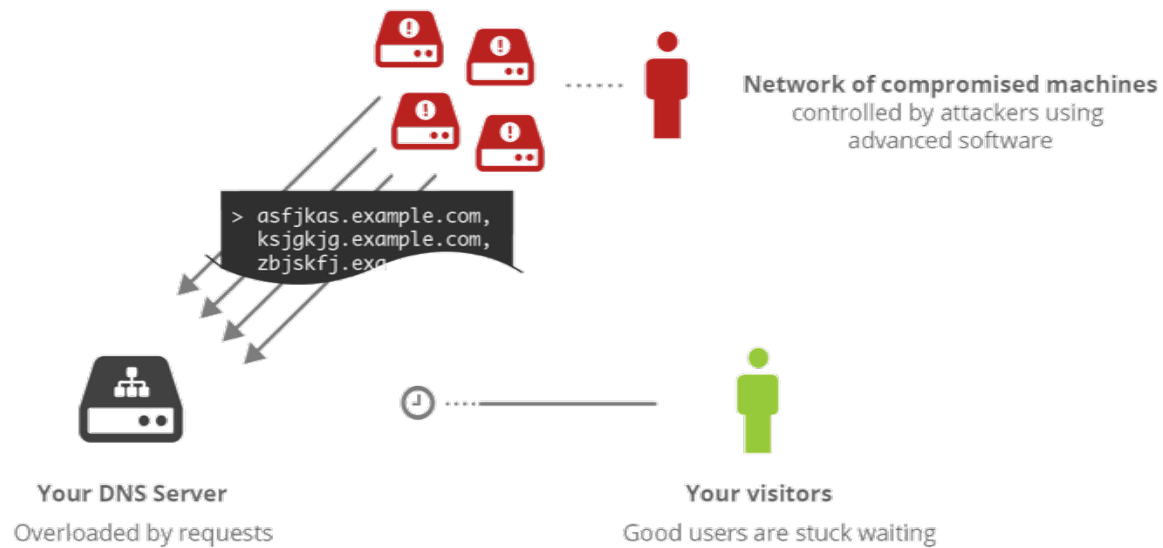 Network of compromised machines
controlled by attackers using
advanced software
> asfjkas.example.com,
ksjgkjg.example.com,
zbjskfj.exa
Your DNS Server
Overloaded by requests
Your visitors
Good users are stuck waiting